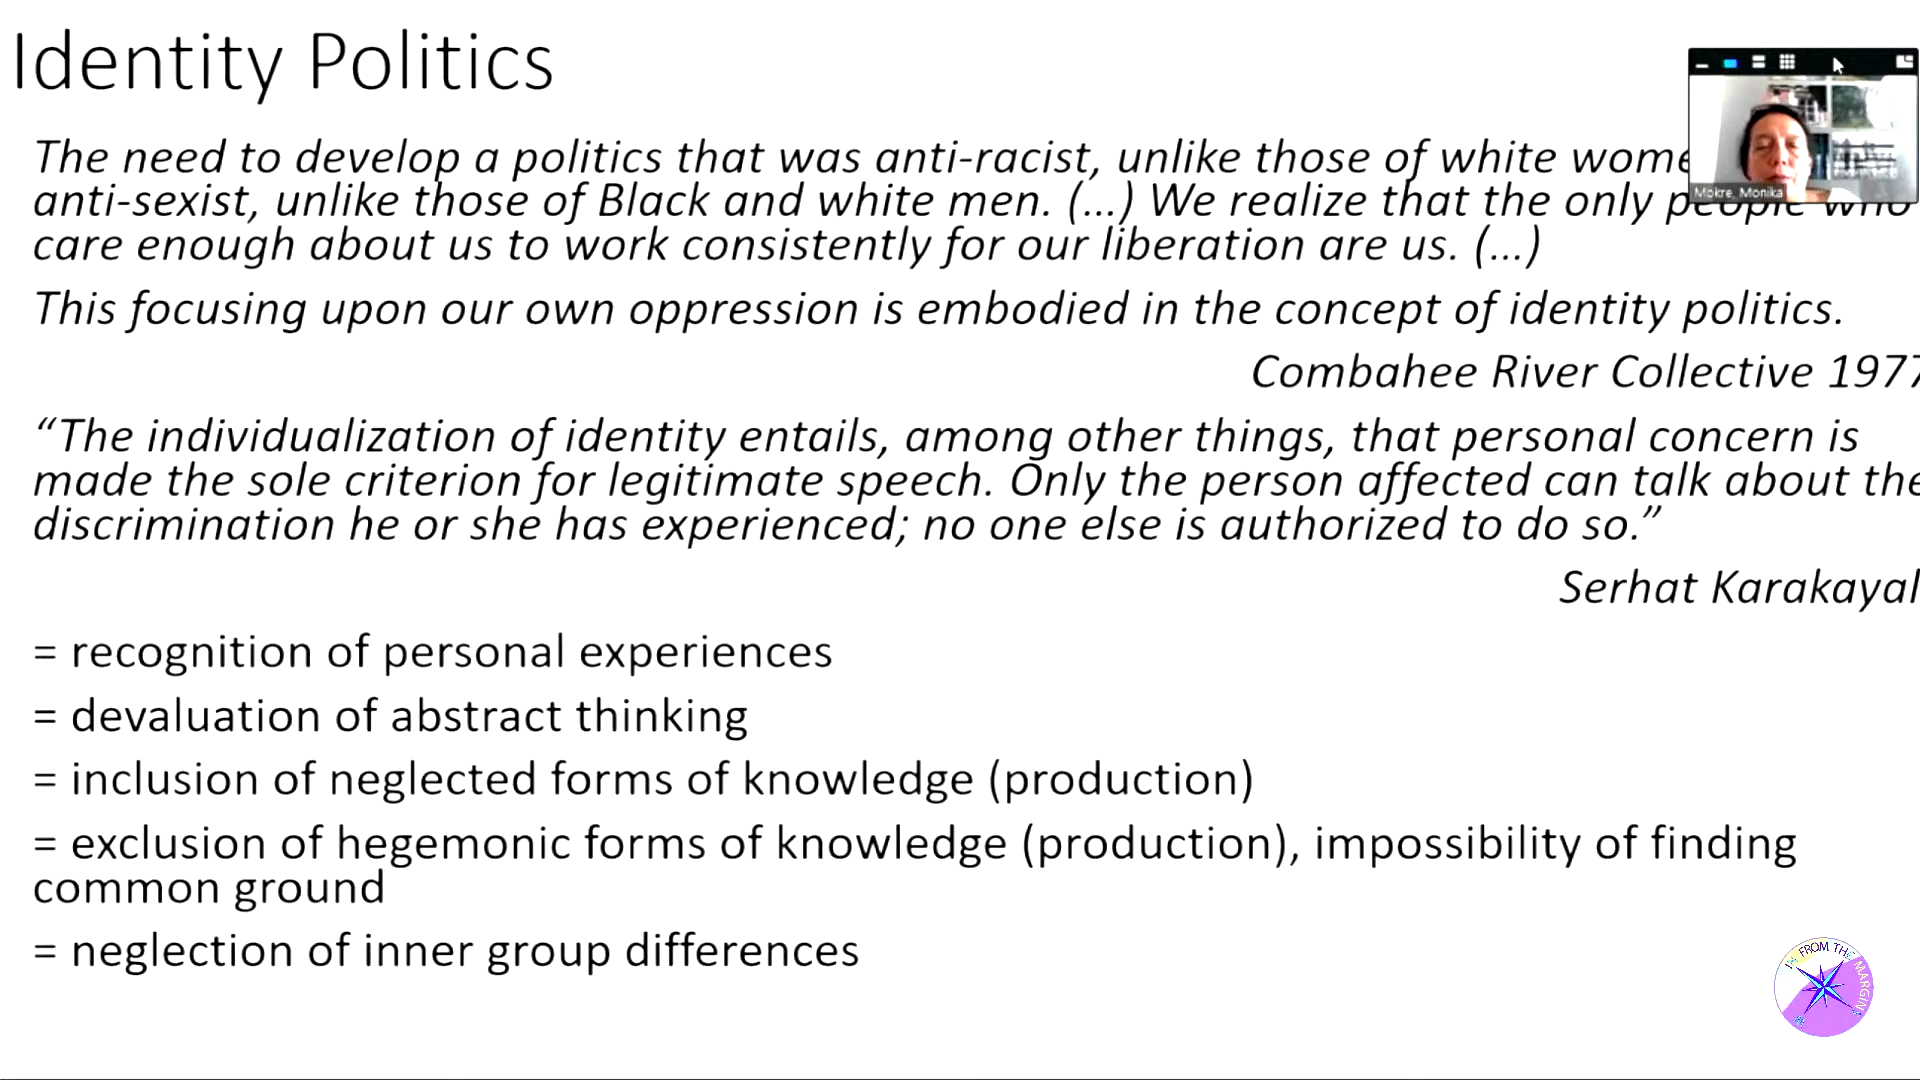 Identity Politics
The need to develop a politics that was anti-racist, unlike those of white
anti-sexist, unlike those of Black and white men. (...) We realize that the only people who
care enough about us to work consistently for our liberation are us. (...)
This focusing upon our own oppression is embodied in the concept of identity politics.
Combahee River Collective 1977
“The individualization of identity entails, among other things, that personal concern is
made the sole criterion for legitimate speech. Only the person affected can talk about the
discrimination he or she has experienced; no one else is authorized to do so.”
Serhat Karakayal
= recognition of personal experiences
= devaluation of abstract thinking
= inclusion of neglected forms of knowledge (production)
= exclusion of hegemonic forms of knowledge (production), impossibility of finding
common ground
= neglection of inner group differences
Mokre, Monika
FROM THE